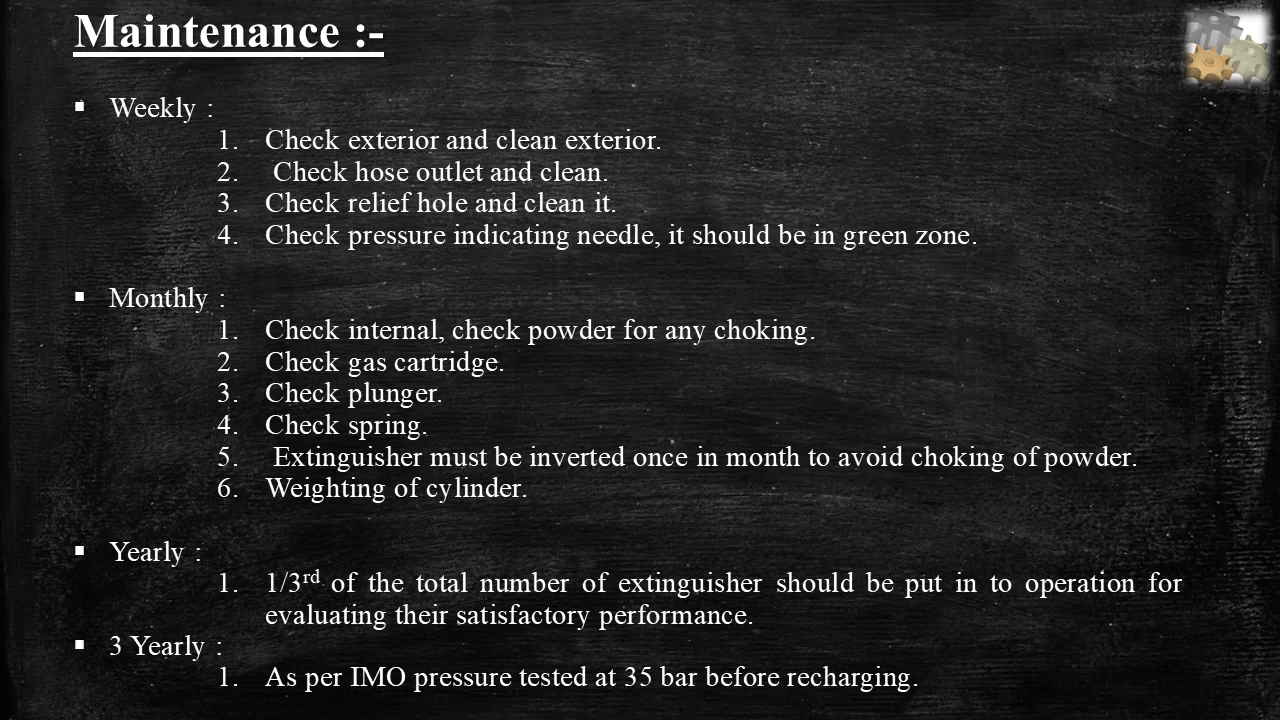 Maintenance :-
▪ Weekly :
1. Check exterior and clean exterior.
2. Check hose outlet and clean.
3. Check relief hole and clean it.
4. Check pressure indicating needle, it should be in green zone.
▪ Monthly :
1. Check internal, check powder for any choking.
2. Check gas cartridge.
3. Check plunger.
4. Check spring.
5. Extinguisher must be inverted once in month to avoid choking of powder.
6. Weighting of cylinder.
▪ Yearly :
1. 1/3rd of the total number of extinguisher should be put in to operation for
evaluating their satisfactory performance.
▪ 3 Yearly :
1. As per IMO pressure tested at 35 bar before recharging.